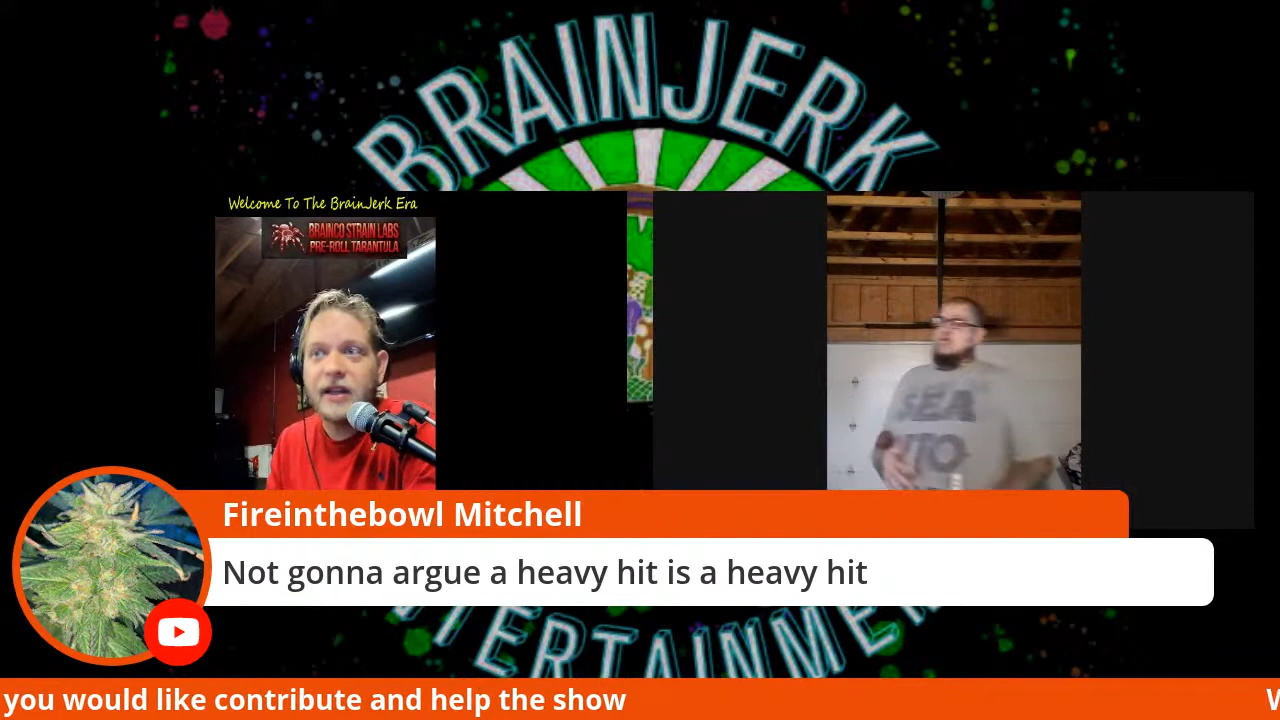 BRAINJERK
Welcome To The BrainJerk Era
BRAINCO STRAIN LABS
PRE-ROLL TARANTULA
SEA
Fireinthebowl Mitchell
Not gonna argue a heavy hit is a heavy hit
you would like contribute and help the show W